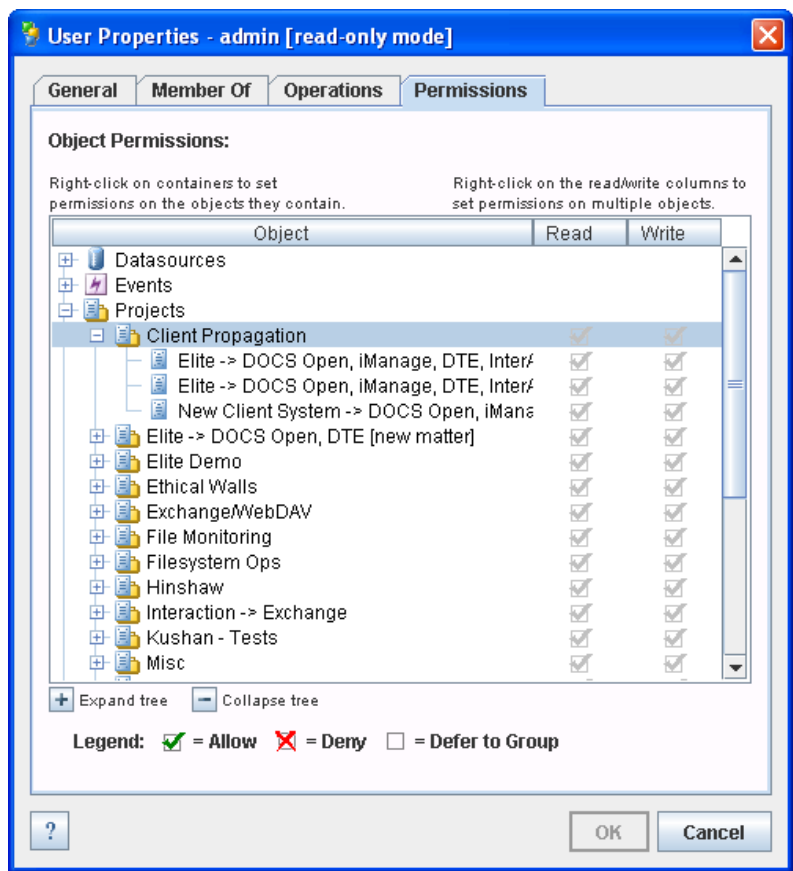 User Properties - admin [read-only mode]
General Member Of Operations Permissions
Object Permissions:
Right-click on containers to set
permissions on the objects they contain.
Right-click on the read/write columns to
set permissions on multiple objects.
Object Read Write
Datasources
Events
Projects
Client Propagation
Elite -> DOCS Open, iManage, DTE, Inter
Elite -> DOCS Open, iManage, DTE, Inter
New Client System -> DOCS Open, iMana
Elite -> DOCS Open, DTE [new matter]
Elite Demo
Ethical Walls
Exchange/WebDAV
File Monitoring
Filesystem Ops
Hinshaw
Interaction -> Exchange
Kushan - Tests
Misc
+ Expand tree - Collapse tree
Legend: = Allow = Deny = Defer to Group
? OK Cancel